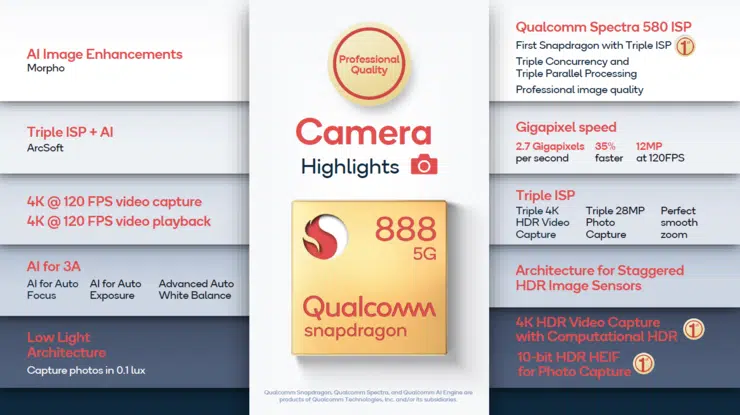 AI Image Enhancements
Morpho
Triple ISP + AI
ArcSoft
4K @ 120 FPS video capture
4K @ 120 FPS video playback
AI for 3A
AI for Auto Focus
AI for Auto Exposure
Advanced Auto White Balance
Low Light
Architecture
Capture photos in 0.1 lux
Professional
Quality
Camera
Highlights
888
5G
Qualcomm
snapdragon
Qualcomm Snapdragon, Qualcomm Spectra, and Qualcomm AI Engine are
products of Qualcomm Technologies, Inc. and/or its subsidiaries.
Qualcomm Spectra 580 ISP
First Snapdragon with Triple ISP 1st
Triple Concurrency and
Triple Parallel Processing
Professional image quality
Gigapixel speed
2.7 Gigapixels per second
35% faster
12MP at 120FPS
Triple ISP
Triple 4K HDR Video Capture
Triple 28MP Photo Capture
Perfect smooth zoom
Architecture for Staggered
HDR Image Sensors
4K HDR Video Capture
with Computational HDR 1st
10-bit HDR HEIF
for Photo Capture 1st